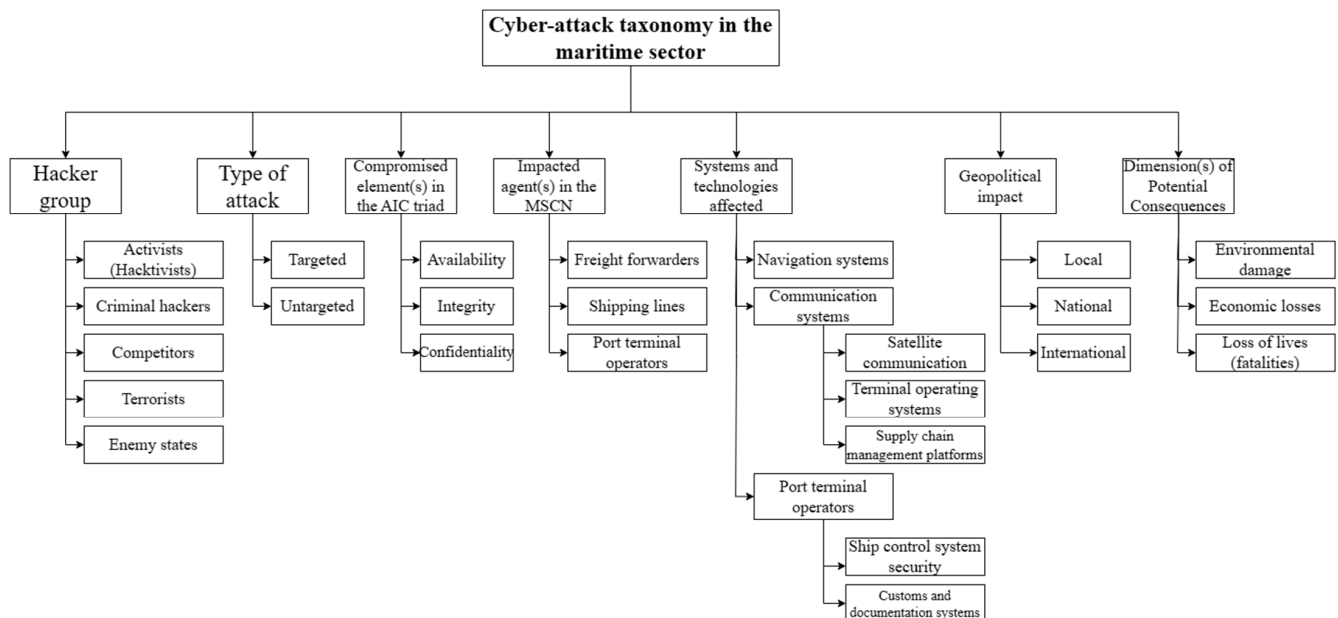 Cyber-attack taxonomy in the
maritime sector
Hacker
group
Activists
(Hacktivists)
Criminal hackers
Competitors
Terrorists
Enemy states
Type of
attack
Targeted
Untargeted
Compromised
element(s) in
the AIC triad
Availability
Integrity
Confidentiality
Impacted
agent(s) in the
MSCN
Freight forwarders
Shipping lines
Port terminal
operators
Systems and
technologies
affected
Navigation systems
Communication
systems
Satellite
communication
Terminal operating
systems
Supply chain
management platforms
Port terminal
operators
Ship control system
security
Customs and
documentation systems
Geopolitical
impact
Local
National
International
Dimension(s) of
Potential
Consequences
Environmental
damage
Economic losses
Loss of lives
(fatalities)